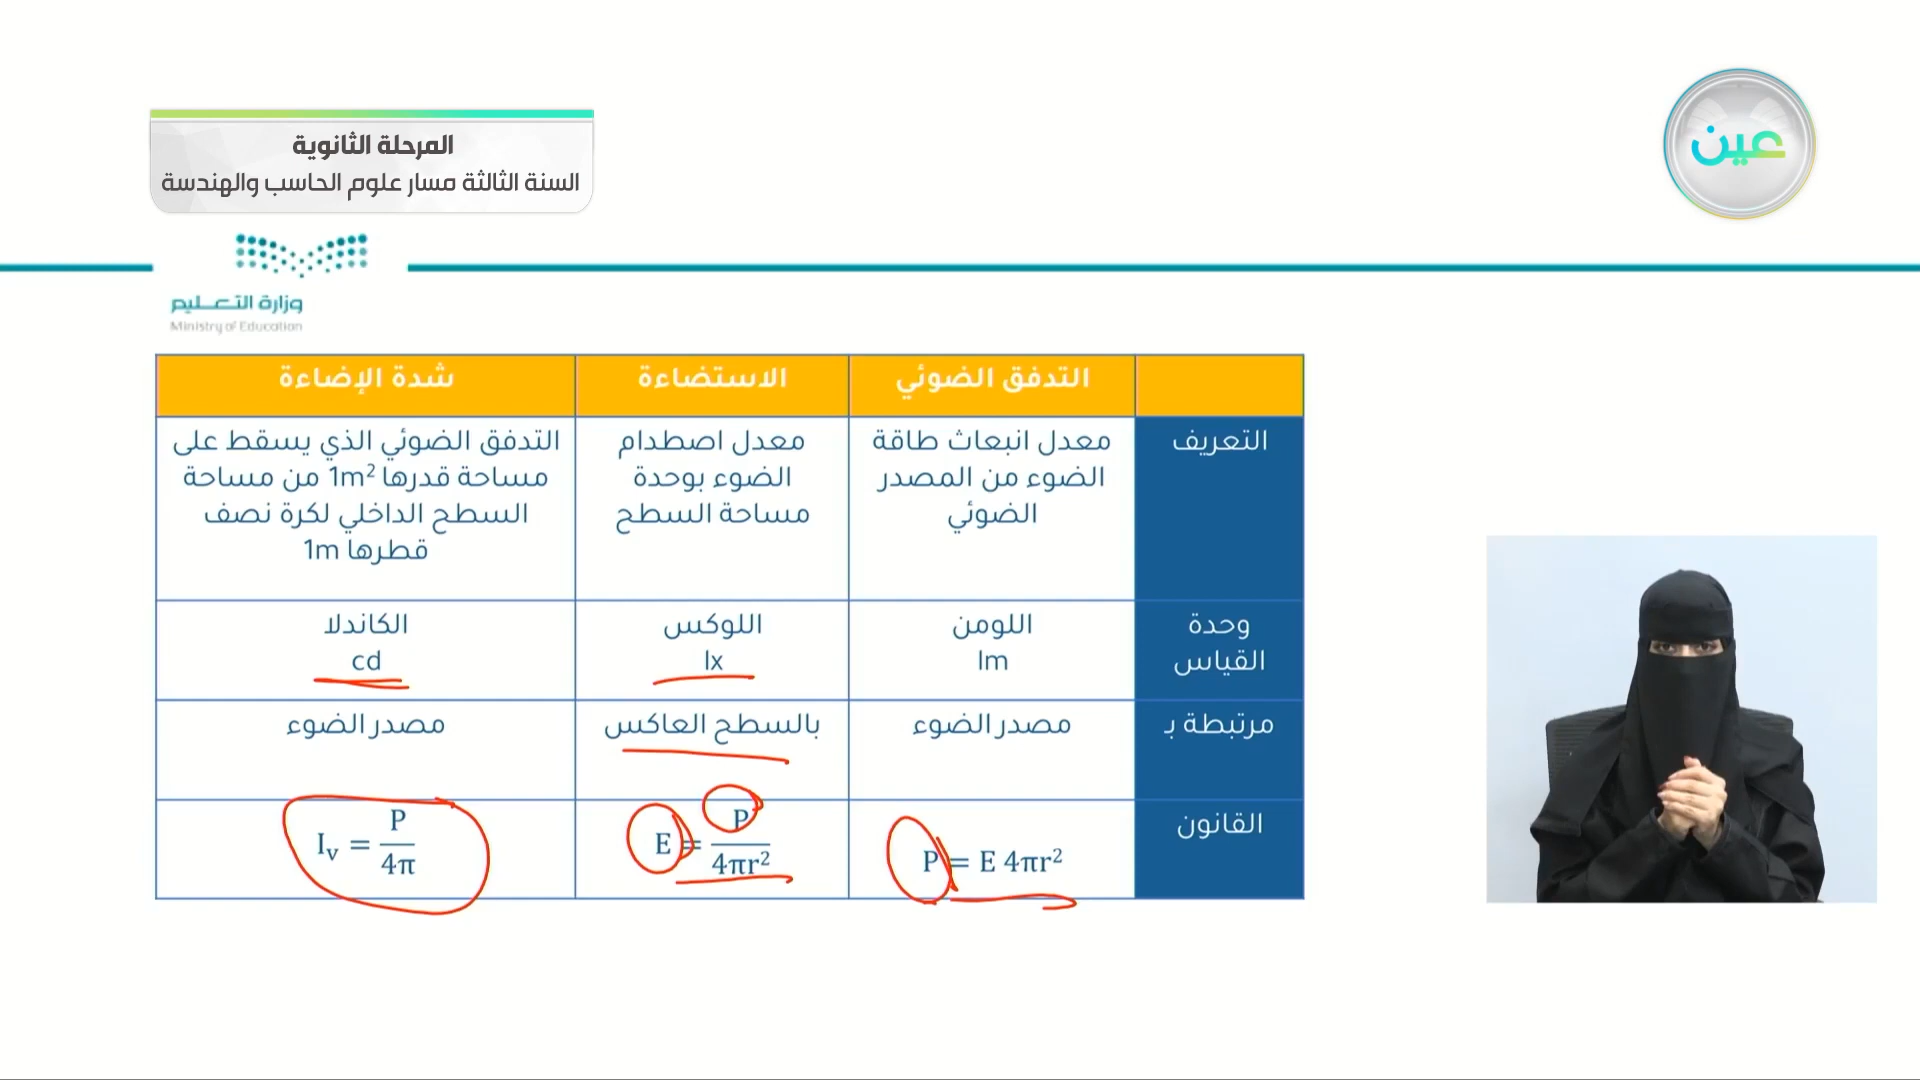 المرحلة الثانوية
السنة الثالثة مسار علوم الحاسب والهندسة
عين
وزارة التعليم
Ministry of Education
التدفق الضوئي
الاستضاءة
شدة الإضاءة
التعريف
معدل انبعاث طاقة
الضوء من المصدر
الضوئي
معدل اصطدام
الضوء بوحدة
مساحة السطح
التدفق الضوئي الذي يسقط على
مساحة قدرها 1m² من مساحة
السطح الداخلي لكرة نصف
قطرها 1m
وحدة
القياس
اللومن
lm
اللوكس
lx
الكاندلا
cd
مرتبطة بـ
مصدر الضوء
بالسطح العاكس
مصدر الضوء
القانون
P = E 4πr²
E = P / 4πr²
Iᵥ = P / 4π